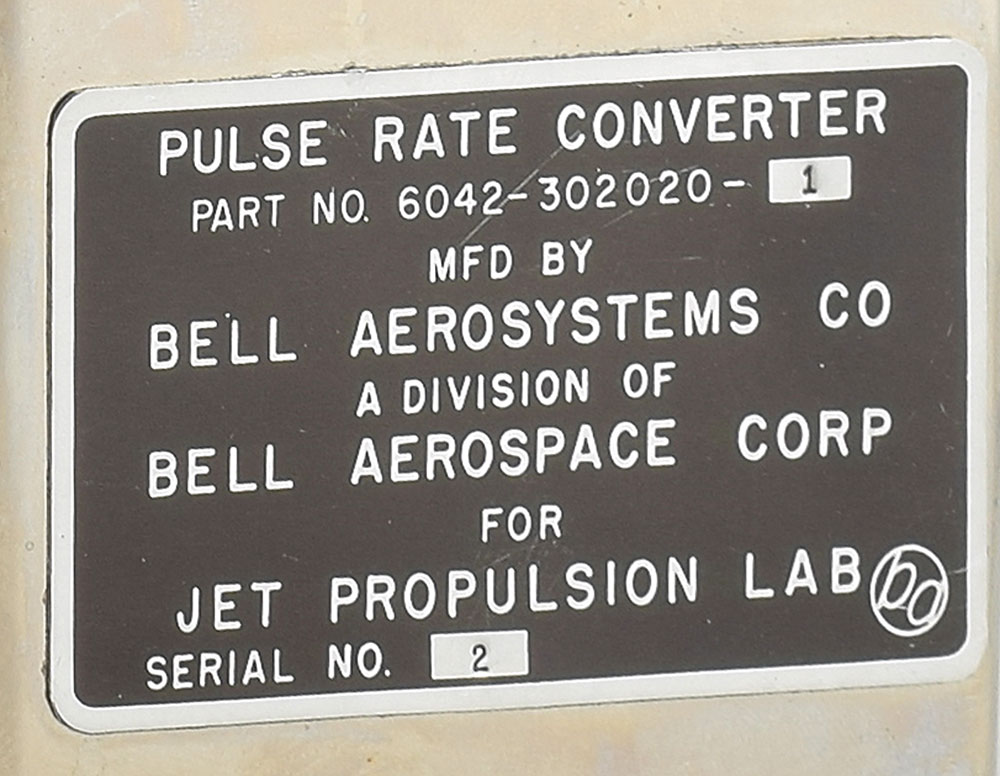 PULSE RATE CONVERTER
PART NO. 6042-302020- 1
MFD BY
BELL AEROSYSTEMS CO
A DIVISION OF
BELL AEROSPACE CORP
FOR
JET PROPULSION LAB
ba
SERIAL NO. 2